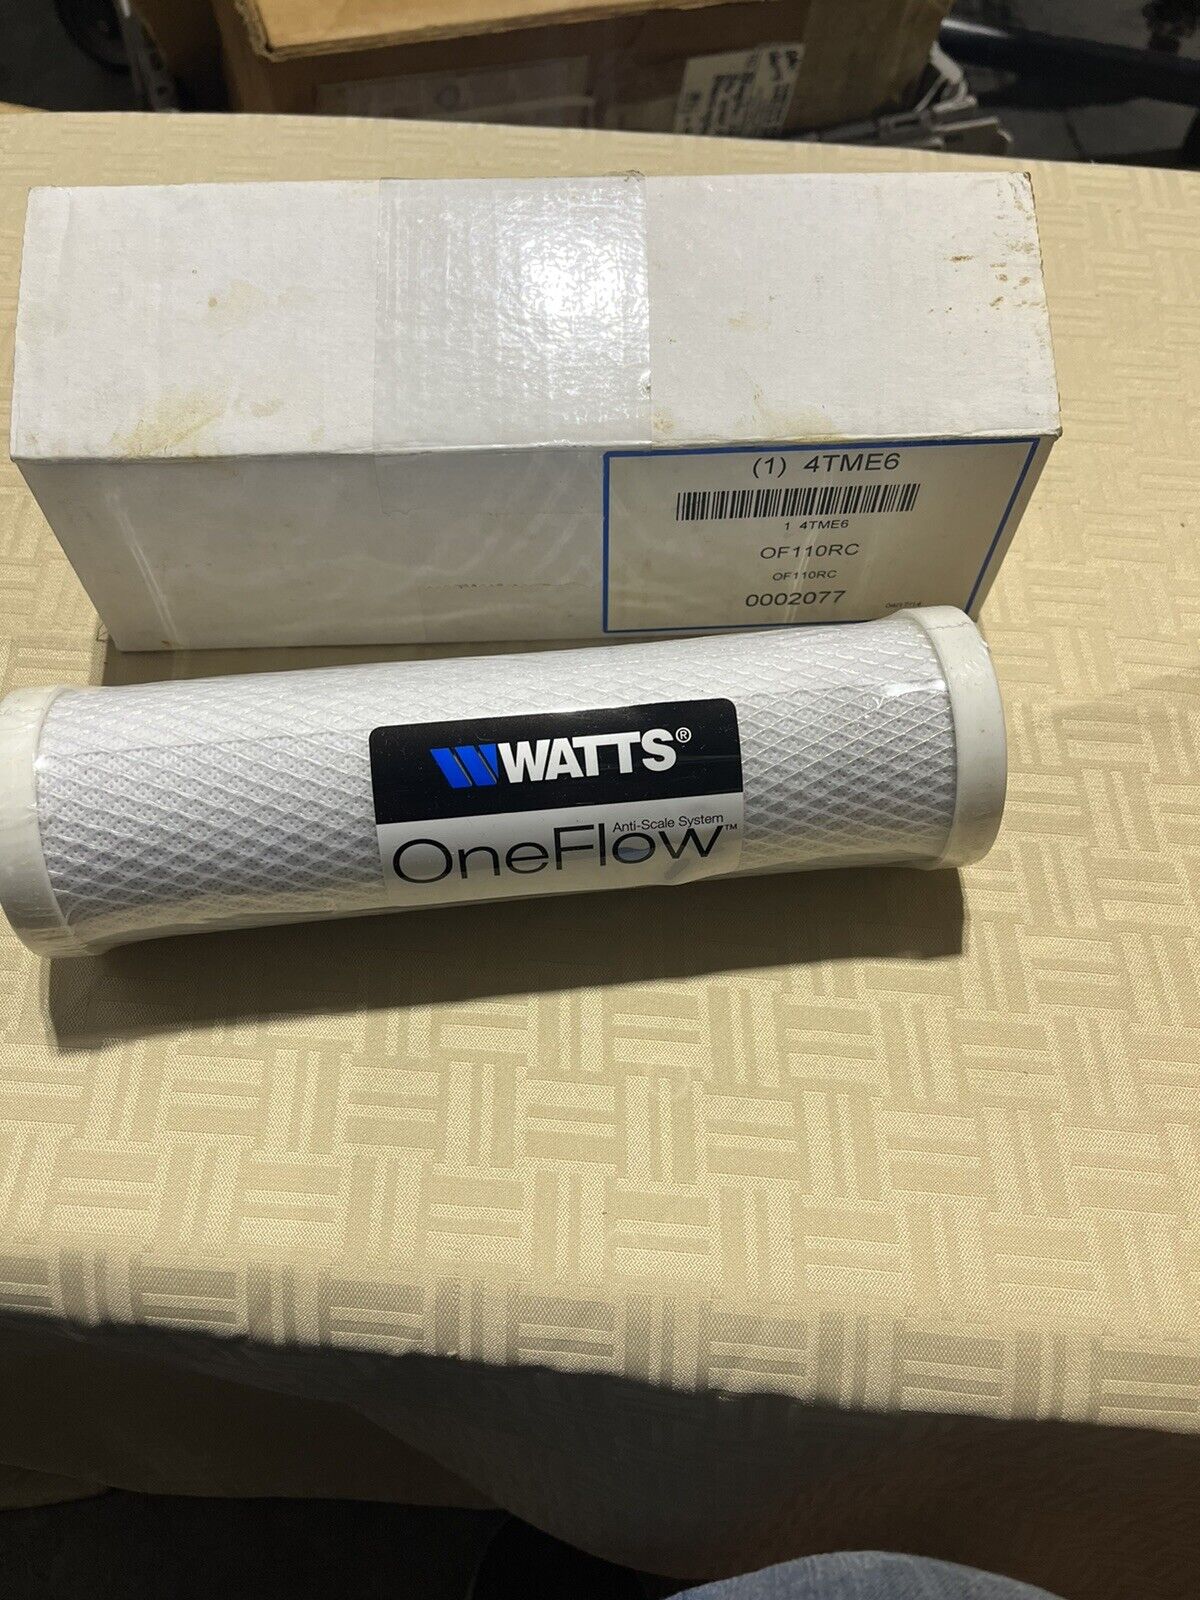 (1) 4TME6
1 4TME6
OF110RC
OF110RC
0002077
WATTS®
Anti-Scale System
OneFlow™